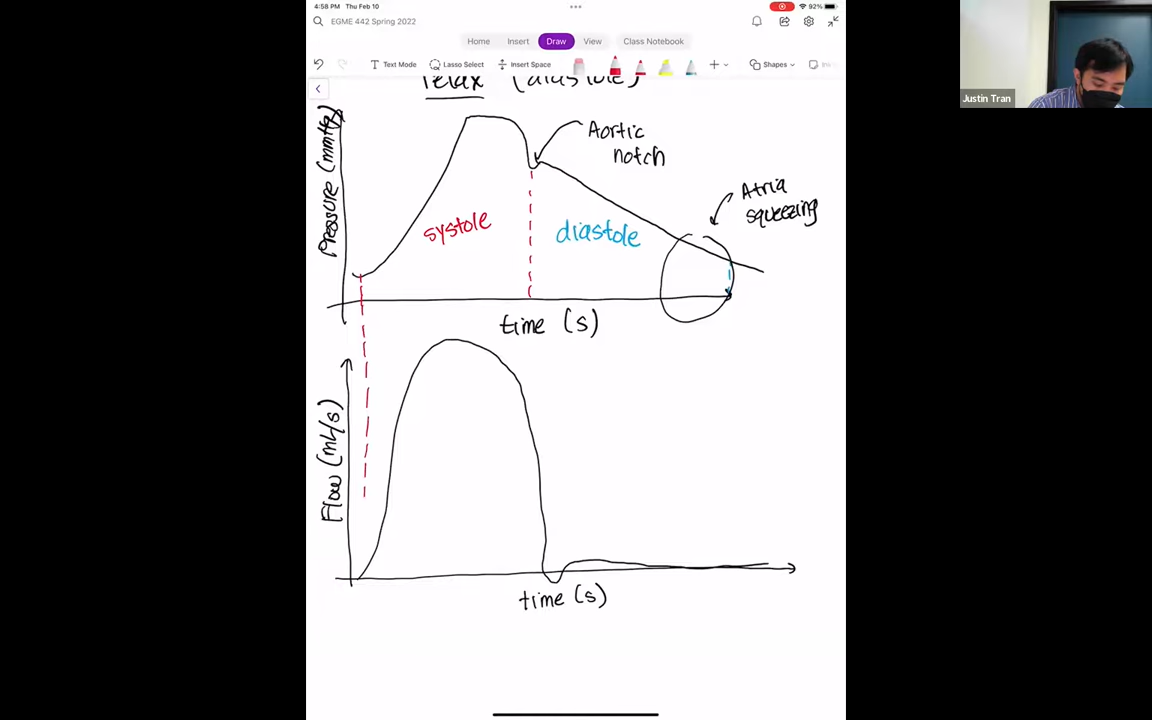 4:58 PM Thu Feb 10
92%
EGME 442 Spring 2022
Home Insert Draw View Class Notebook
Text Mode Lasso Select Insert Space Shapes
relax (diastole)
Pressure (mmHg)
Aortic
notch
Atria
squeezing
systole
diastole
time (s)
Flow (mL/s)
time (s)
Justin Tran